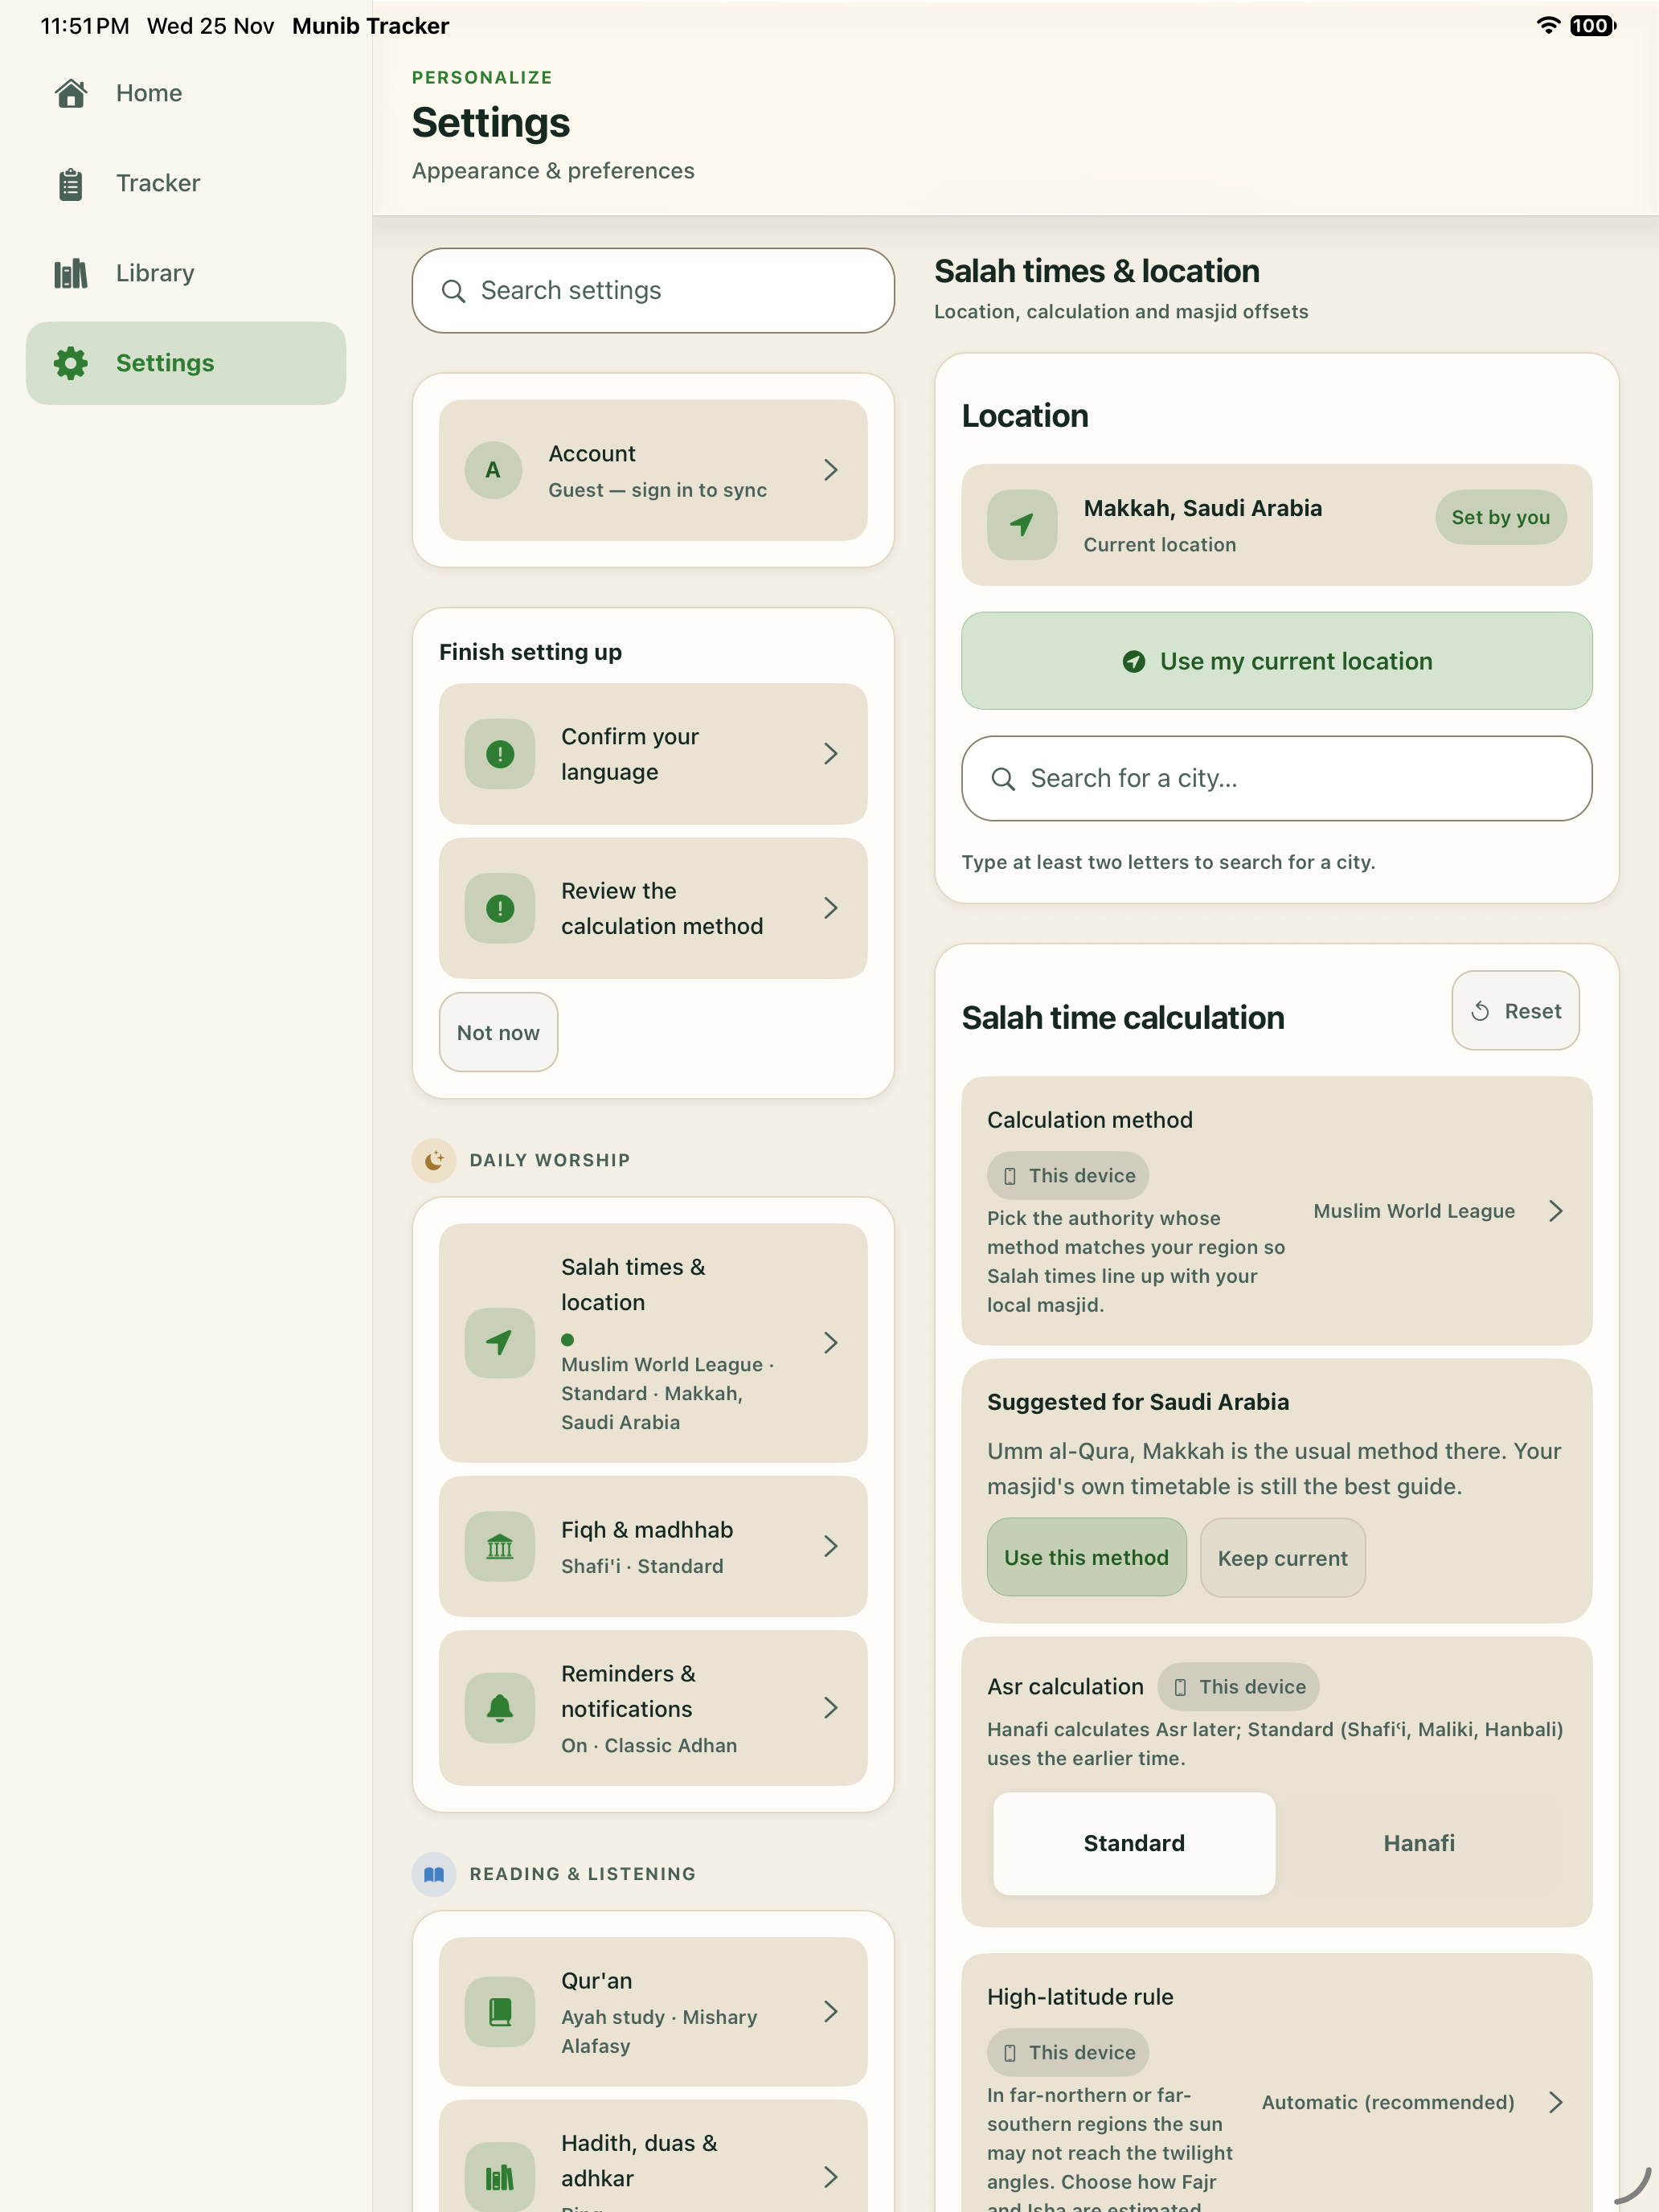 11:51 PM Wed 25 Nov Munib Tracker
100
Home
Tracker
Library
Settings
PERSONALIZE
Settings
Appearance & preferences
Search settings
A
Account
Guest — sign in to sync
Finish setting up
Confirm your
language
Review the
calculation method
Not now
DAILY WORSHIP
Salah times &
location
Muslim World League ·
Standard · Makkah,
Saudi Arabia
Fiqh & madhhab
Shafi'i · Standard
Reminders &
notifications
On · Classic Adhan
READING & LISTENING
Qur'an
Ayah study · Mishary
Alafasy
Hadith, duas &
adhkar
Salah times & location
Location, calculation and masjid offsets
Location
Makkah, Saudi Arabia
Current location
Set by you
Use my current location
Search for a city...
Type at least two letters to search for a city.
Salah time calculation
Reset
Calculation method
This device
Pick the authority whose
method matches your region so
Salah times line up with your
local masjid.
Muslim World League
Suggested for Saudi Arabia
Umm al-Qura, Makkah is the usual method there. Your
masjid's own timetable is still the best guide.
Use this method
Keep current
Asr calculation
This device
Hanafi calculates Asr later; Standard (Shafiʿi, Maliki, Hanbali)
uses the earlier time.
Standard
Hanafi
High-latitude rule
This device
In far-northern or far-
southern regions the sun
may not reach the twilight
angles. Choose how Fajr
and Isha are estimated
Automatic (recommended)